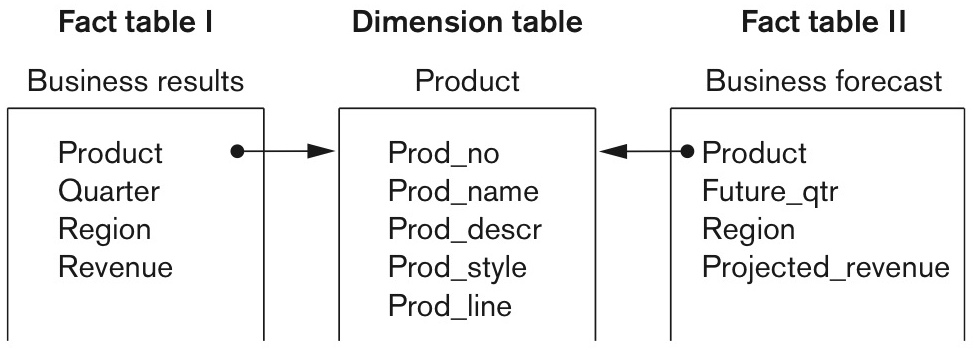 Fact table I
Dimension table
Fact table II
Business results
Product
Business forecast
Product
Quarter
Region
Revenue
Prod_no
Prod_name
Prod_descr
Prod_style
Prod_line
Product
Future_qtr
Region
Projected_revenue